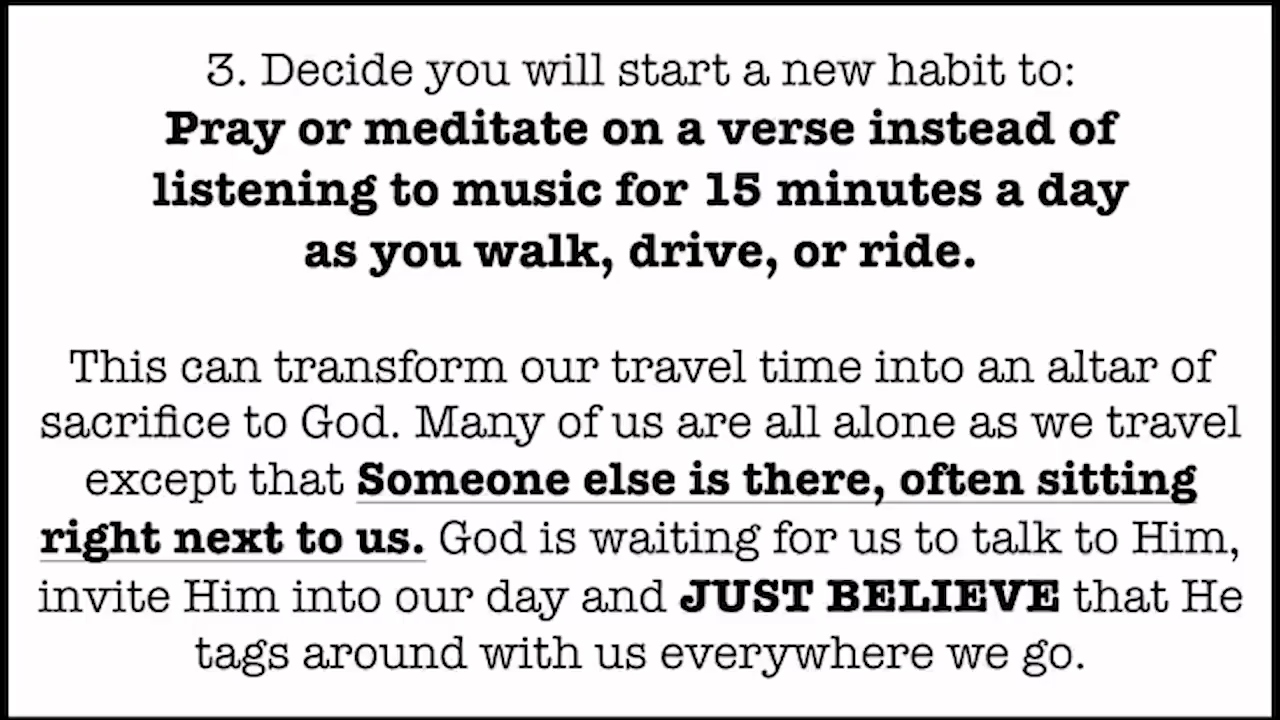 3. Decide you will start a new habit to:
Pray or meditate on a verse instead of
listening to music for 15 minutes a day
as you walk, drive, or ride.
This can transform our travel time into an altar of
sacrifice to God. Many of us are all alone as we travel
except that Someone else is there, often sitting
right next to us. God is waiting for us to talk to Him,
invite Him into our day and JUST BELIEVE that He
tags around with us everywhere we go.